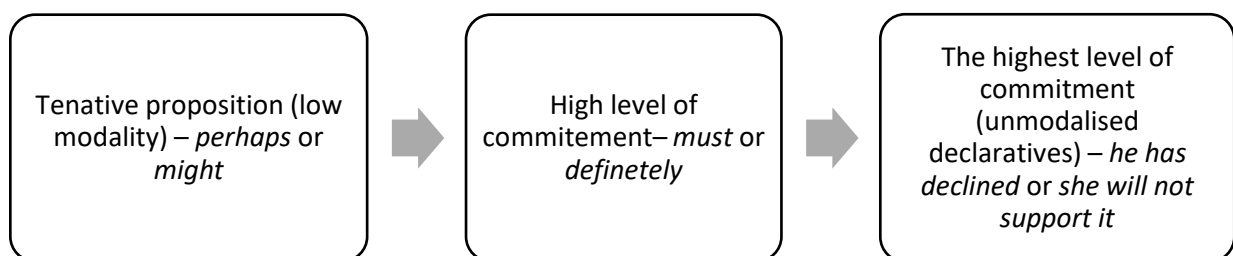 Tenative proposition (low
modality) – perhaps or
might
High level of
commitement– must or
definetely
The highest level of
commitment
(unmodalised
declaratives) – he has
declined or she will not
support it